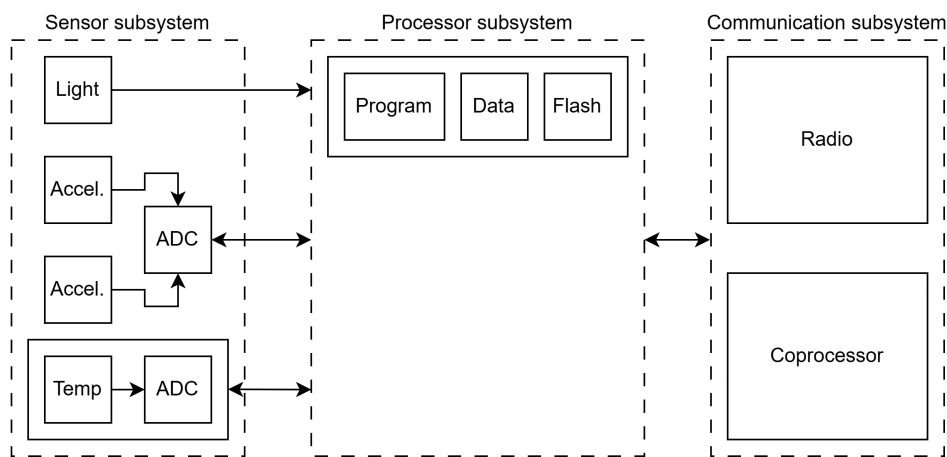 Sensor subsystem
Processor subsystem
Communication subsystem
Light
Program
Data
Flash
Radio
Accel.
ADC
Accel.
Coprocessor
Temp
ADC